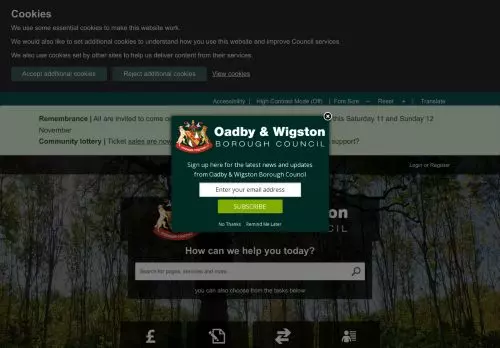 Cookies
We use some essential cookies to make this website work.
We would also like to set additional cookies to understand how you use this website and improve Council services.
We also use cookies set by other sites to help us deliver content from their services.
Accept additional cookies Reject additional cookies View cookies
Accessibility | High Contrast Mode (Off) | Font Size − Reset + | Translate
Remembrance | All are invited to come this Saturday 11 and Sunday 12
November
Community lottery | Ticket sales are now support?
Login or Register
Oadby & Wigston
BOROUGH COUNCIL
Sign up here for the latest news and updates
from Oadby & Wigston Borough Council
Enter your email address
SUBSCRIBE
No Thanks Remind Me Later
How can we help you today?
Search for pages, services and more
you can also choose from the tasks below
£